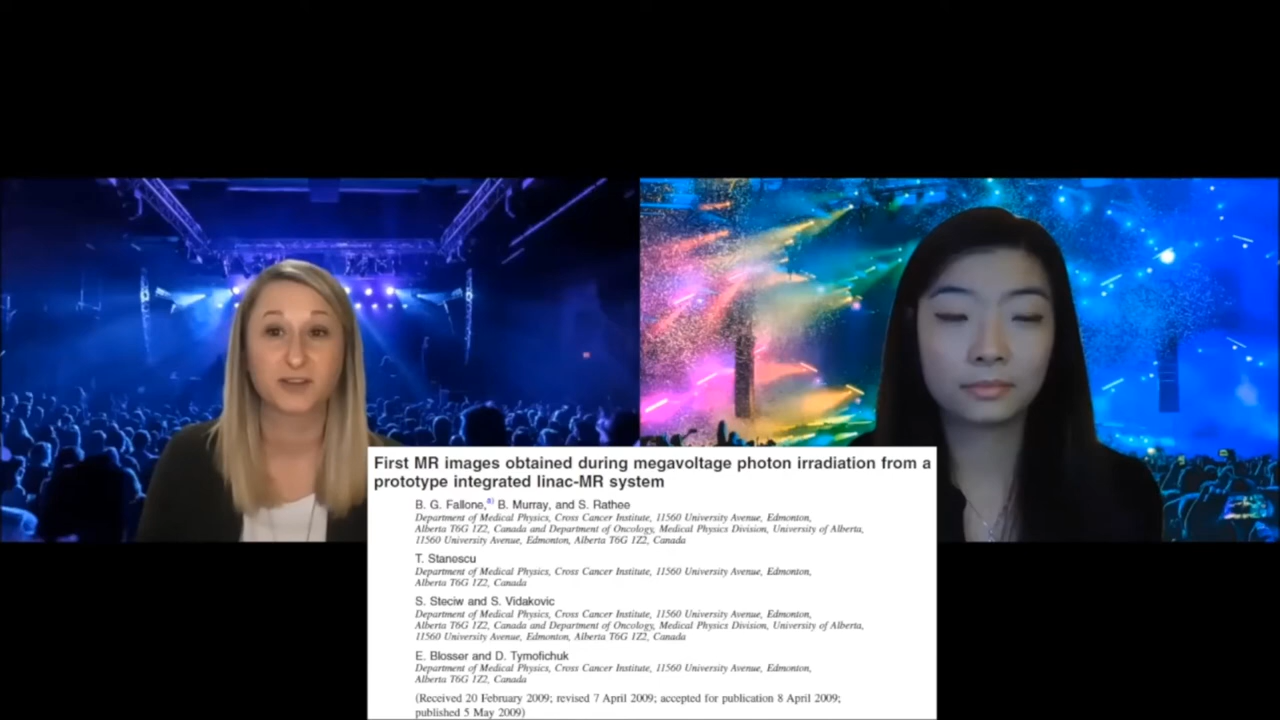 First MR images obtained during megavoltage photon irradiation from a
prototype integrated linac-MR system
B. G. Fallone,a) B. Murray, and S. Rathee
Department of Medical Physics, Cross Cancer Institute, 11560 University Avenue, Edmonton,
Alberta T6G 1Z2, Canada and Department of Oncology, Medical Physics Division, University of Alberta,
11560 University Avenue, Edmonton, Alberta T6G 1Z2, Canada
T. Stanescu
Department of Medical Physics, Cross Cancer Institute, 11560 University Avenue, Edmonton,
Alberta T6G 1Z2, Canada
S. Steciw and S. Vidakovic
Department of Medical Physics, Cross Cancer Institute, 11560 University Avenue, Edmonton,
Alberta T6G 1Z2, Canada and Department of Oncology, Medical Physics Division, University of Alberta,
11560 University Avenue, Edmonton, Alberta T6G 1Z2, Canada
E. Blosser and D. Tymofichuk
Department of Medical Physics, Cross Cancer Institute, 11560 University Avenue, Edmonton,
Alberta T6G 1Z2, Canada
(Received 20 February 2009; revised 7 April 2009; accepted for publication 8 April 2009;
published 5 May 2009)